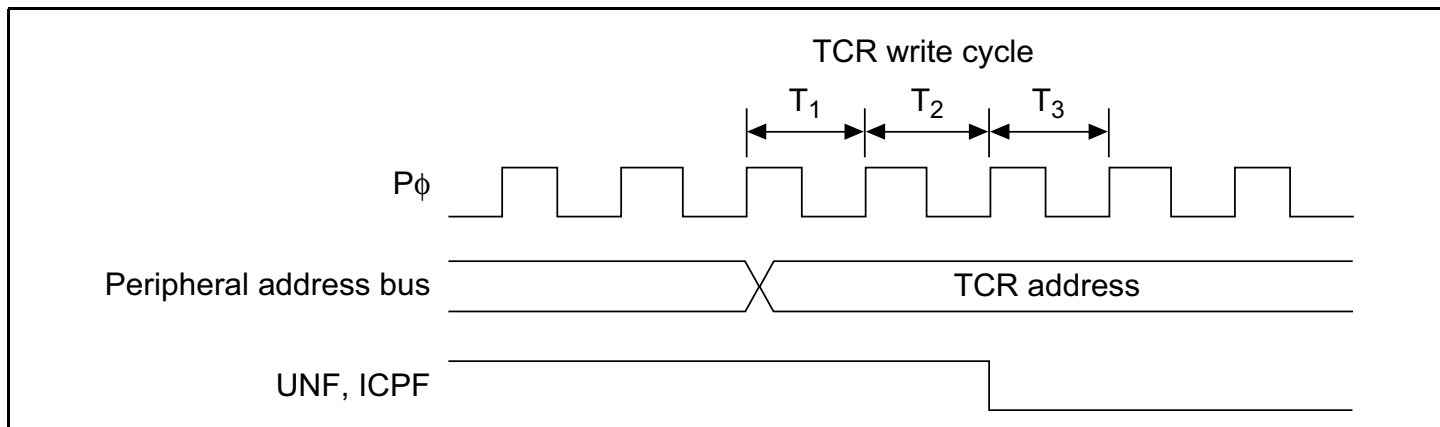 TCR write cycle
T1 T2 T3
Pϕ
Peripheral address bus
TCR address
UNF, ICPF